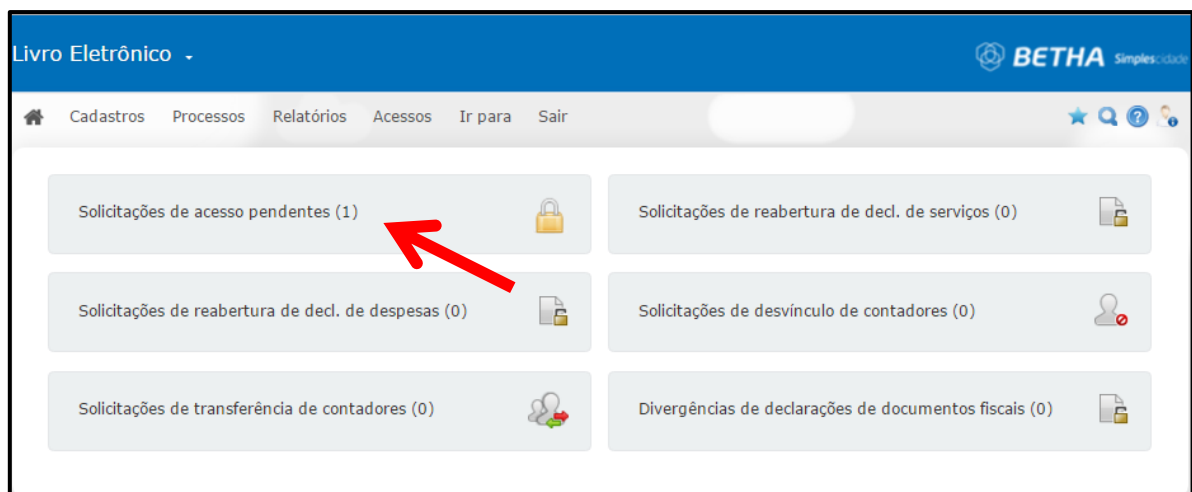 Livro Eletrônico
BETHA Simplescidade
Cadastros Processos Relatórios Acessos Ir para Sair
Solicitações de acesso pendentes (1)
Solicitações de reabertura de decl. de serviços (0)
Solicitações de reabertura de decl. de despesas (0)
Solicitações de desvínculo de contadores (0)
Solicitações de transferência de contadores (0)
Divergências de declarações de documentos fiscais (0)